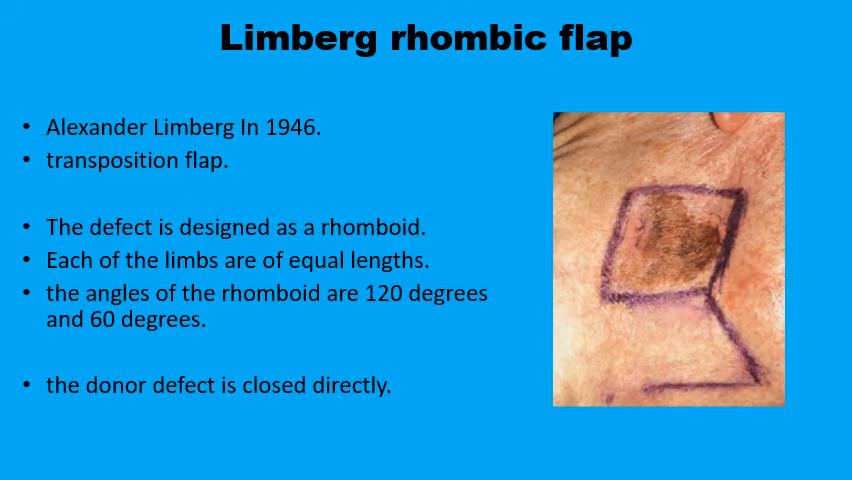 Limberg rhombic flap
• Alexander Limberg In 1946.
• transposition flap.
• The defect is designed as a rhomboid.
• Each of the limbs are of equal lengths.
• the angles of the rhomboid are 120 degrees
and 60 degrees.
• the donor defect is closed directly.